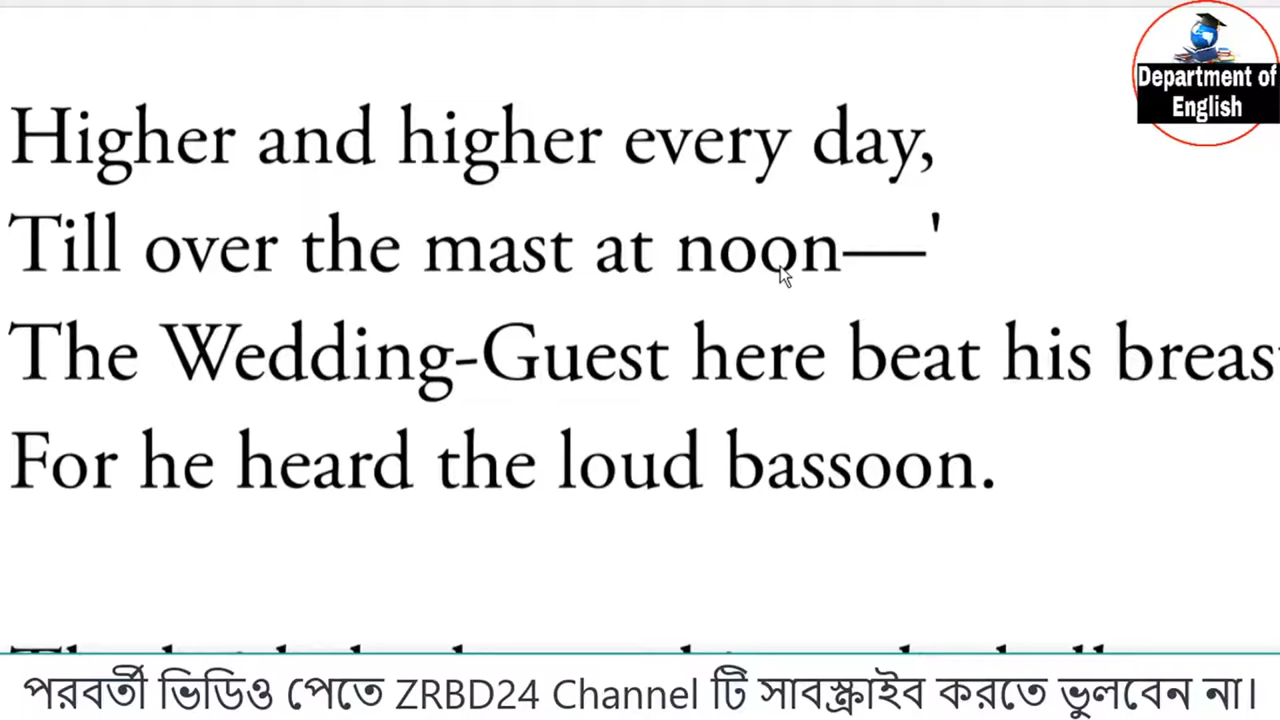 Department of
English
Higher and higher every day,
Till over the mast at noon—'
The Wedding-Guest here beat his breas
For he heard the loud bassoon.
পরবর্তী ভিডিও পেতে ZRBD24 Channel টি সাবস্ক্রাইব করতে ভুলবেন না।